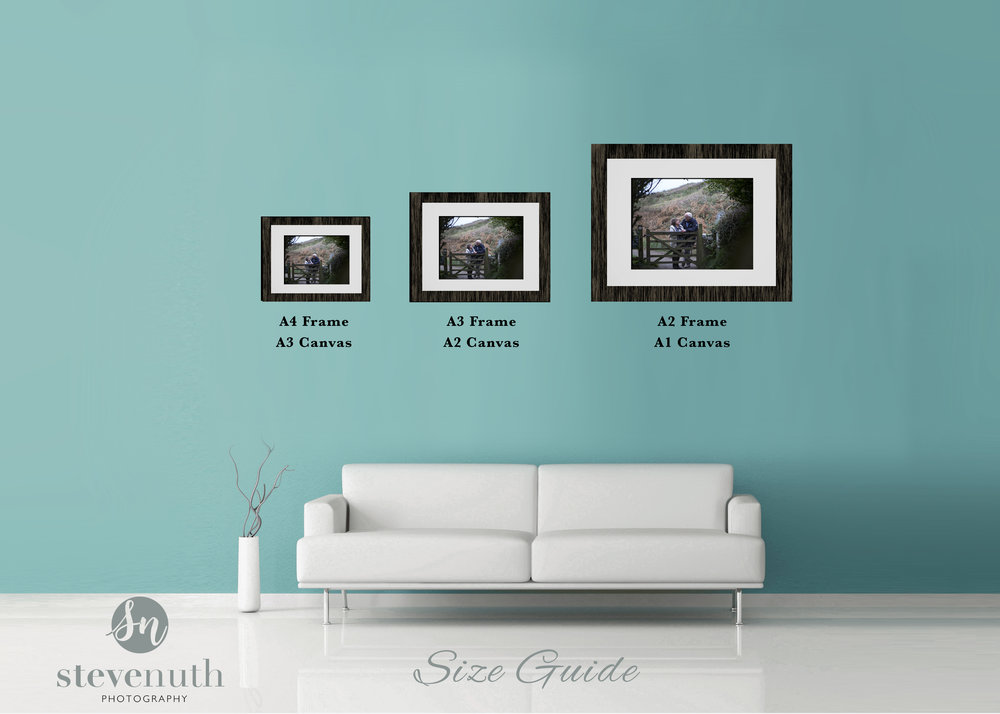 A4 Frame
A3 Canvas
A3 Frame
A2 Canvas
A2 Frame
A1 Canvas
sn
stevenuth
PHOTOGRAPHY
Size Guide